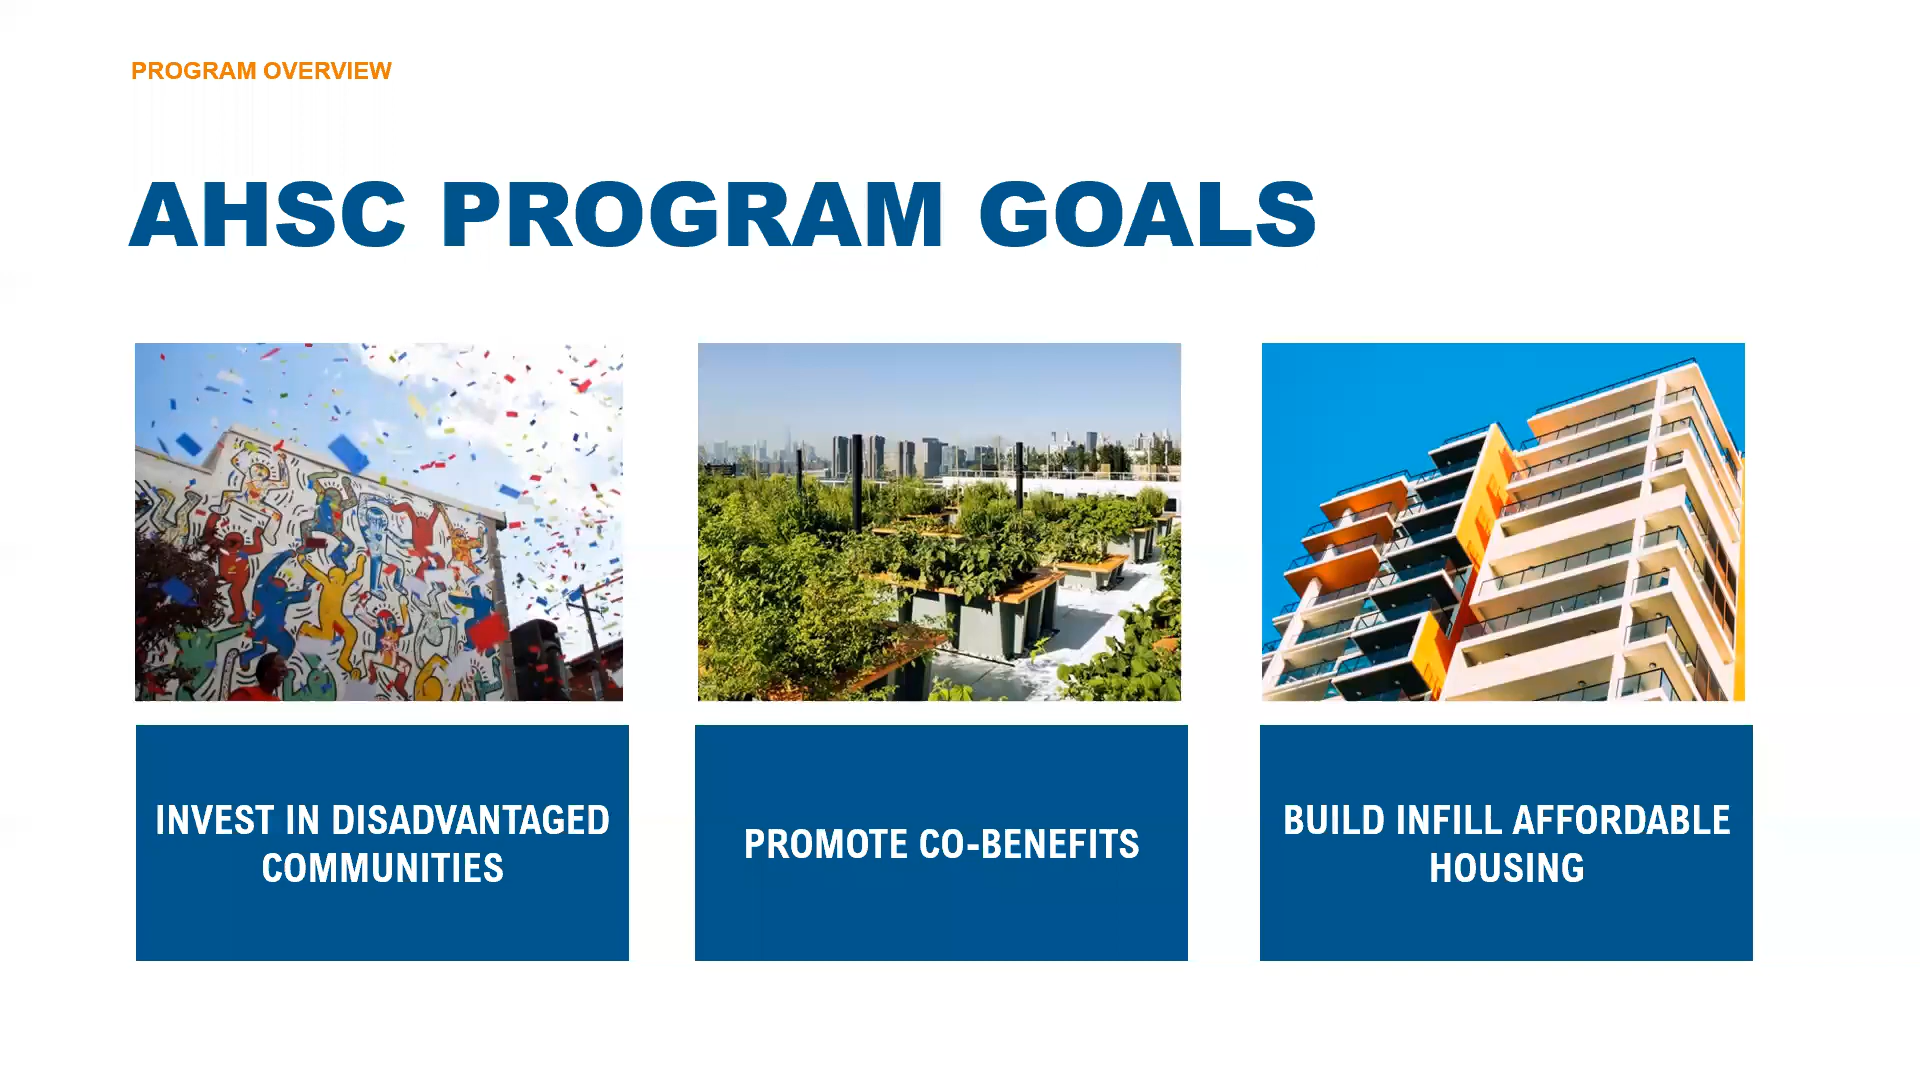 PROGRAM OVERVIEW
AHSC PROGRAM GOALS
INVEST IN DISADVANTAGED
COMMUNITIES
PROMOTE CO-BENEFITS
BUILD INFILL AFFORDABLE
HOUSING